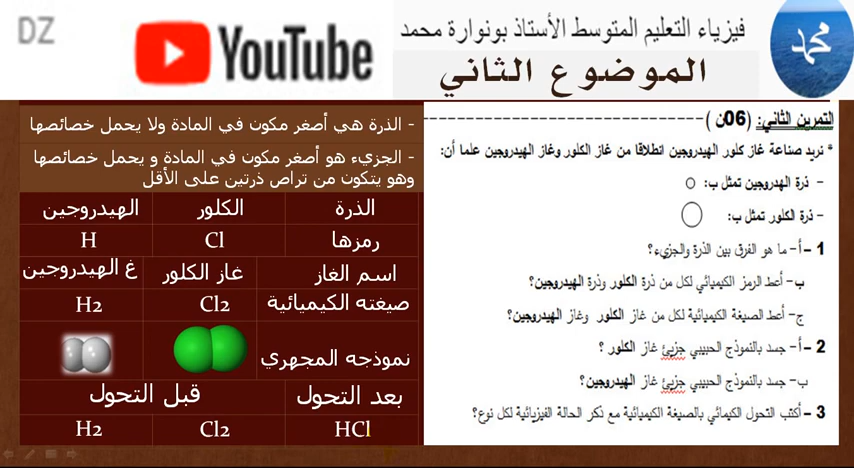 DZ
YouTube
فيزياء التعليم المتوسط الأستاذ بونوارة محمد
محمد
الموضوع الثاني
التمرين الثاني: (06ن )
* نريد صناعة غاز كلور الهيدروجين انطلاقا من غاز الكلور وغاز الهيدروجين علما أن:
- ذرة الهدروجين تمثل ب:
- ذرة الكلور تمثل ب:
1 – أ- ما هو الفرق بين الذرة والجزيء؟
ب- أعط الرمز الكيميائي لكل من ذرة الكلور وذرة الهيدروجين؟
ج- أعط الصيغة الكيميائية لكل من غاز الكلور وغاز الهيدروجين؟
2 – أ- جسد بالنموذج الحبيبي جزيئ غاز الكلور ؟
ب- جسد بالنموذج الحبيبي جزيئ غاز الهيدروجين؟
3 – أكتب التحول الكيمائي بالصيغة الكيميائية مع ذكر الحالة الفيزيائية لكل نوع؟
- الذرة هي أصغر مكون في المادة ولا يحمل خصائصها
- الجزيء هو أصغر مكون في المادة و يحمل خصائصها
وهو يتكون من تراص ذرتين على الأقل
الذرة الكلور الهيدروجين
رمزها Cl H
اسم الغاز غاز الكلور غ الهيدروجين
صيغته الكيميائية Cl2 H2
نموذجه المجهري
بعد التحول قبل التحول
HCl Cl2 H2